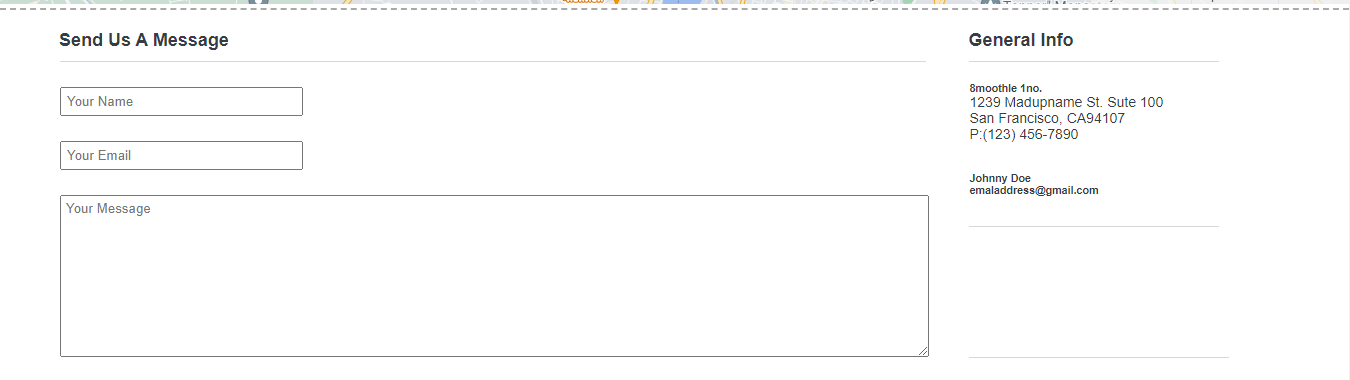 Send Us A Message
Your Name
Your Email
Your Message
General Info
8moothle 1no.
1239 Madupname St. Sute 100
San Francisco, CA94107
P:(123) 456-7890
Johnny Doe
emaladdress@gmail.com